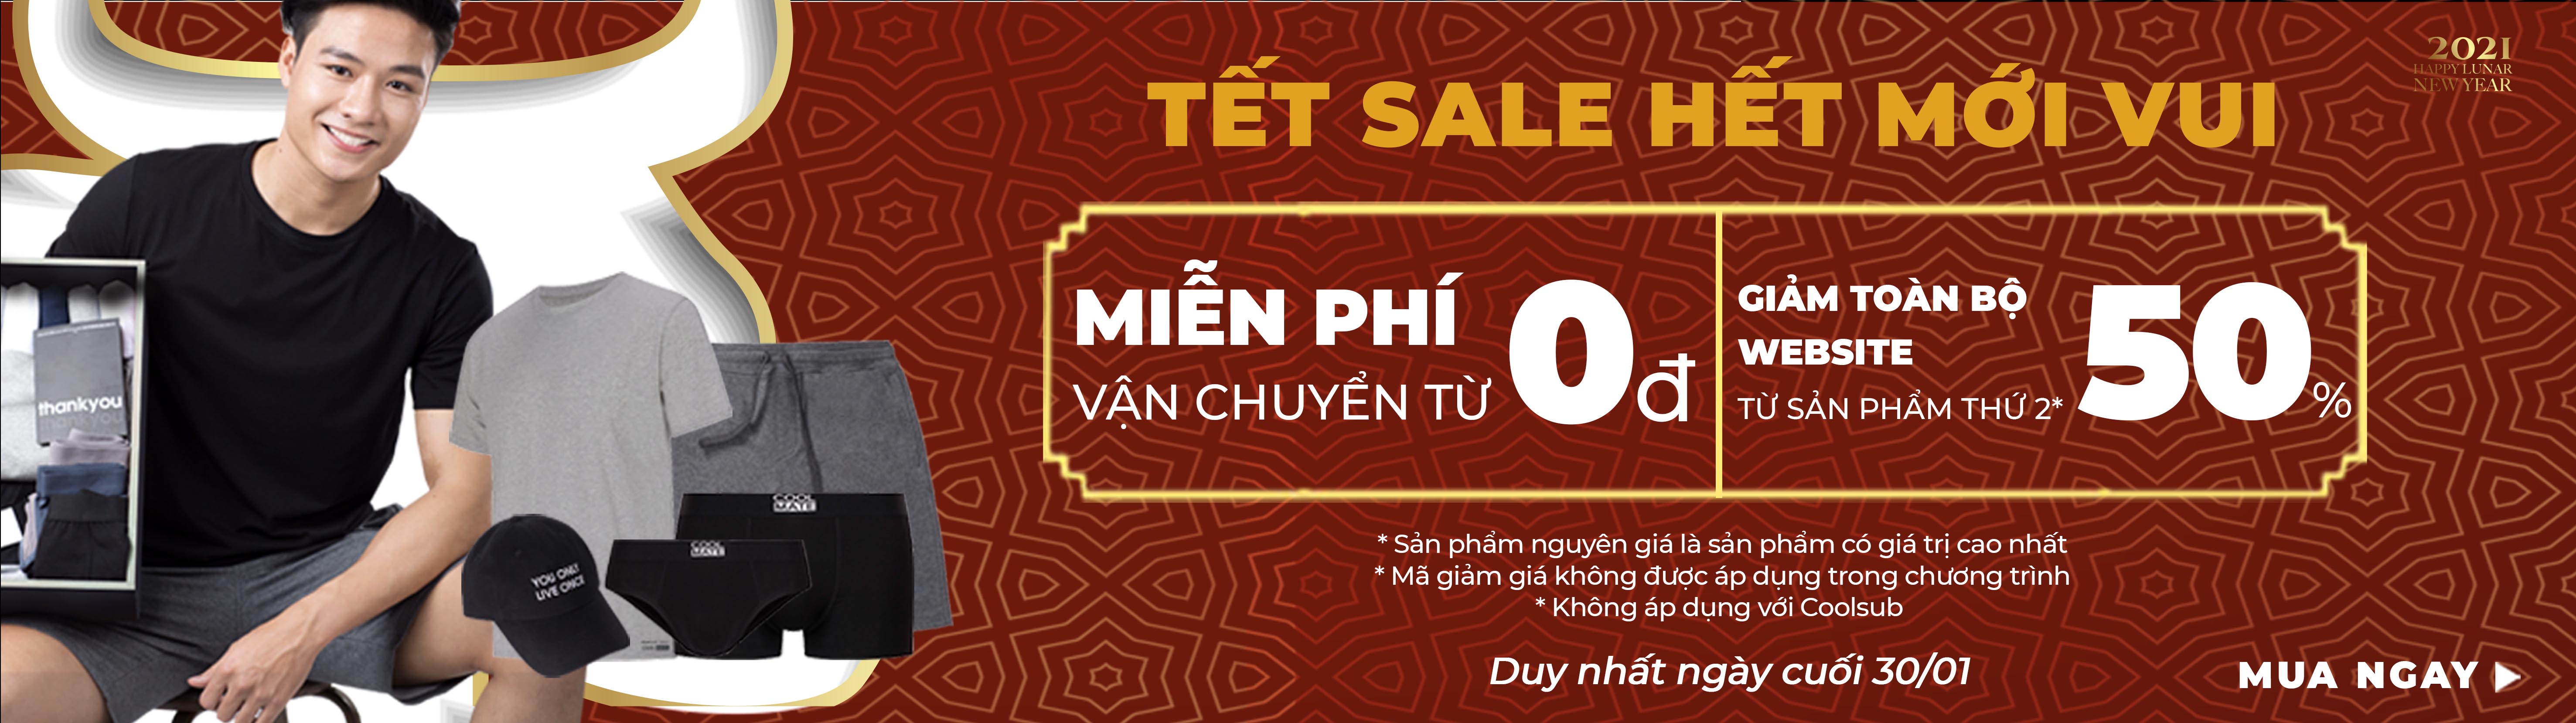 2021
HAPPY LUNAR
NEW YEAR
TẾT SALE HẾT MỚI VUI
MIỄN PHÍ
VẬN CHUYỂN TỪ
0đ
GIẢM TOÀN BỘ
WEBSITE
TỪ SẢN PHẨM THỨ 2*
50%
* Sản phẩm nguyên giá là sản phẩm có giá trị cao nhất
* Mã giảm giá không được áp dụng trong chương trình
* Không áp dụng với Coolsub
Duy nhất ngày cuối 30/01
MUA NGAY
thankyou
thankyou
COOL
MATE
COOL
MATE
YOU ONLY
LIVE ONCE